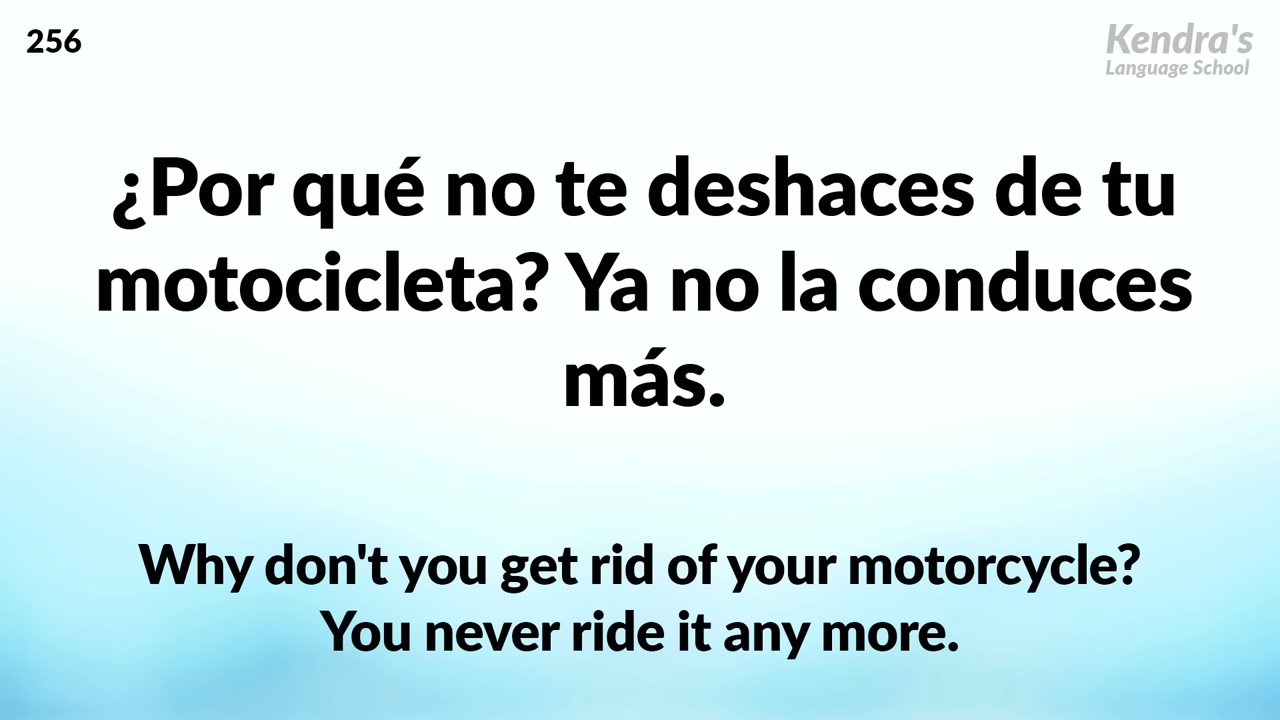 256
Kendra's
Language School
¿Por qué no te deshaces de tu
motocicleta? Ya no la conduces
más.
Why don't you get rid of your motorcycle?
You never ride it any more.